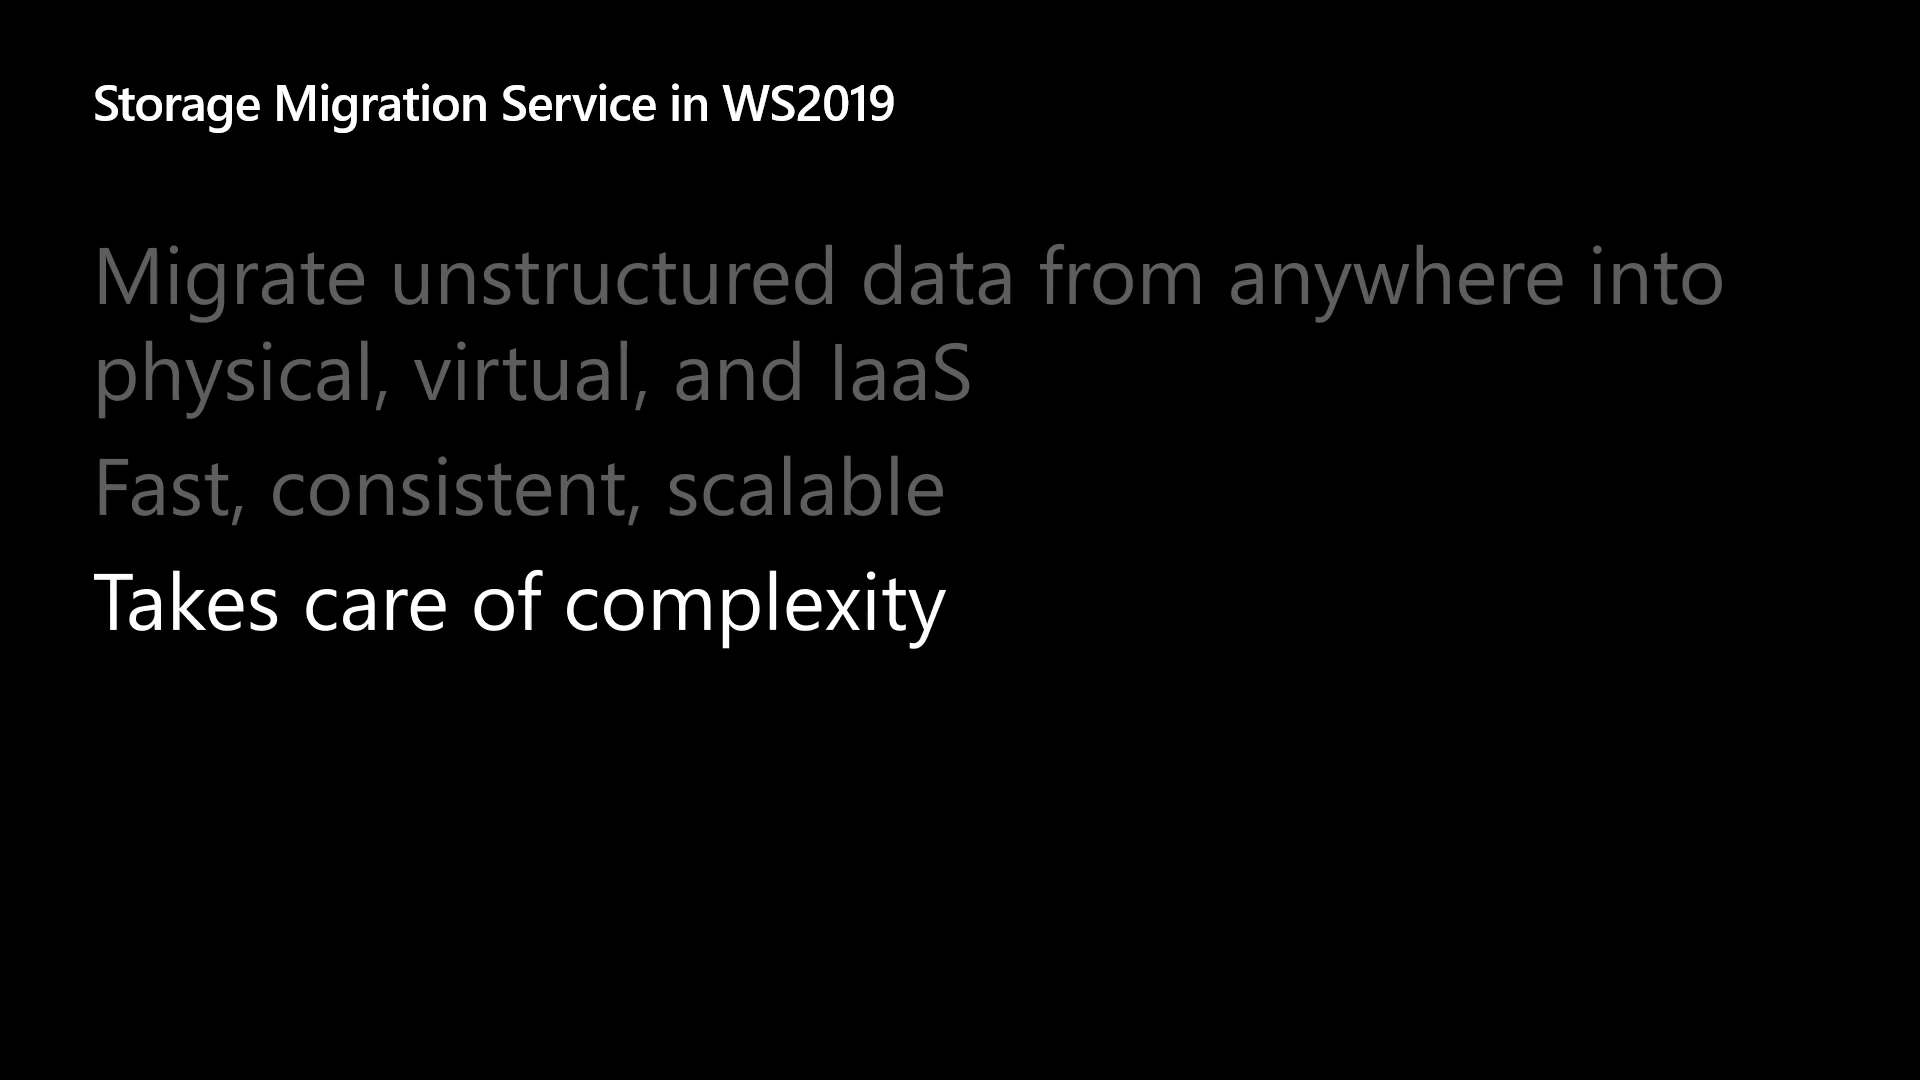 Storage Migration Service in WS2019
Migrate unstructured data from anywhere into
physical, virtual, and IaaS
Fast, consistent, scalable
Takes care of complexity